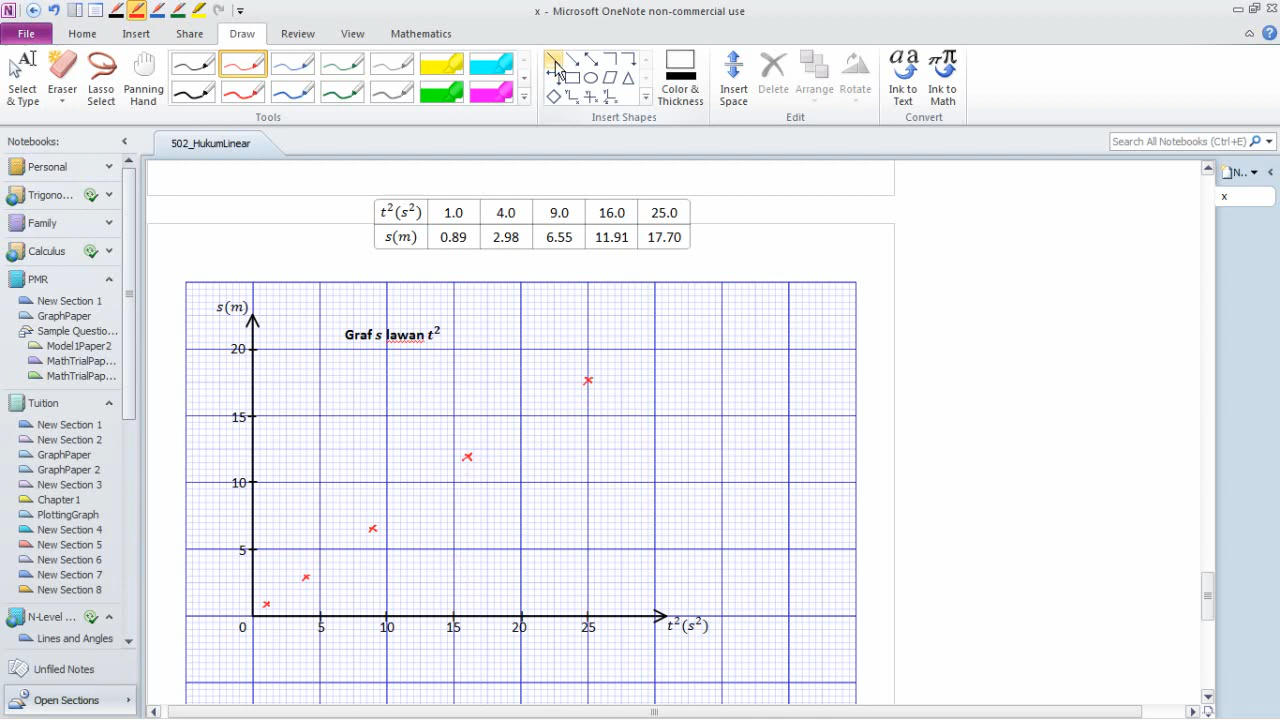 x - Microsoft OneNote non-commercial use
File Home Insert Share Draw Review View Mathematics
Select & Type
Eraser
Lasso Select
Panning Hand
Color & Thickness
Insert Space
Delete
Arrange
Rotate
Ink to Text
Ink to Math
Tools
Insert Shapes
Edit
Convert
Notebooks:
502_HukumLinear
Search All Notebooks (Ctrl+E)
N..
x
Personal
Trigono...
Family
Calculus
PMR
New Section 1
GraphPaper
Sample Questio...
Model1Paper2
MathTrialPap...
MathTrialPap...
Tuition
New Section 1
New Section 2
GraphPaper
GraphPaper 2
New Section 3
Chapter1
PlottingGraph
New Section 4
New Section 5
New Section 6
New Section 7
New Section 8
N-Level ...
Lines and Angles
Unfiled Notes
Open Sections
t²(s²) 1.0 4.0 9.0 16.0 25.0
s(m) 0.89 2.98 6.55 11.91 17.70
s(m)
Graf s lawan t²
20
15
10
5
0 5 10 15 20 25 t²(s²)